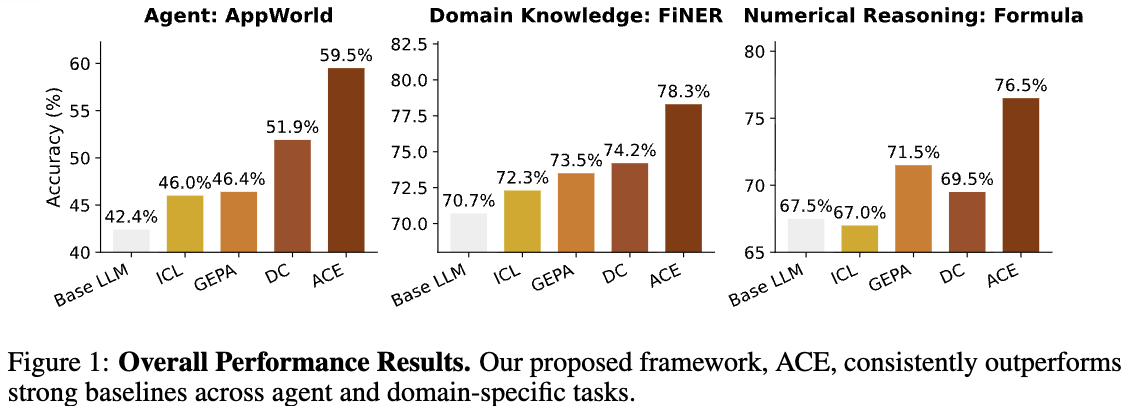 Agent: AppWorld
Accuracy (%)
60
55
50
45
40
42.4%
46.0%
46.4%
51.9%
59.5%
Base LLM
ICL
GEPA
DC
ACE
Domain Knowledge: FiNER
82.5
80.0
77.5
75.0
72.5
70.0
70.7%
72.3%
73.5%
74.2%
78.3%
Base LLM
ICL
GEPA
DC
ACE
Numerical Reasoning: Formula
80
75
70
65
67.5%
67.0%
71.5%
69.5%
76.5%
Base LLM
ICL
GEPA
DC
ACE
Figure 1: Overall Performance Results. Our proposed framework, ACE, consistently outperforms
strong baselines across agent and domain-specific tasks.